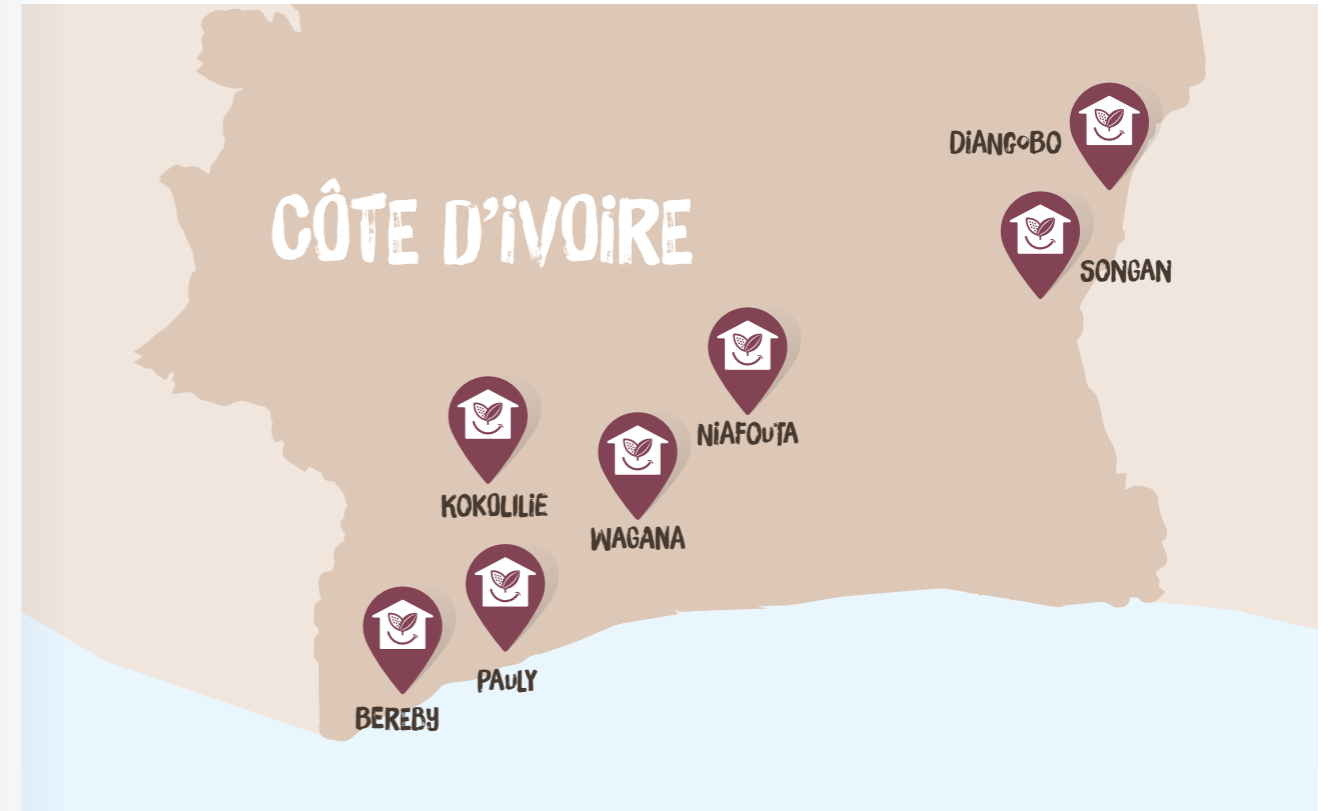 DiANGoBO
CÔTE D'iVOiRE
SONGAN
NiAFOuTA
KOKOLILiE
WAGANA
PAuLY
BEREBY